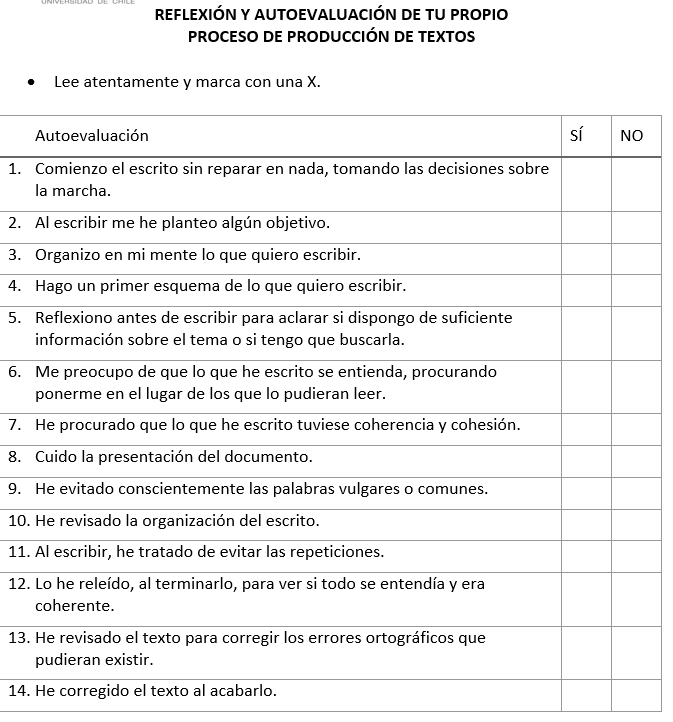 UNIVERSIDAD DE CHILE
REFLEXIÓN Y AUTOEVALUACIÓN DE TU PROPIO
PROCESO DE PRODUCCIÓN DE TEXTOS
• Lee atentamente y marca con una X.
Autoevaluación SÍ NO
1. Comienzo el escrito sin reparar en nada, tomando las decisiones sobre
la marcha.
2. Al escribir me he planteo algún objetivo.
3. Organizo en mi mente lo que quiero escribir.
4. Hago un primer esquema de lo que quiero escribir.
5. Reflexiono antes de escribir para aclarar si dispongo de suficiente
información sobre el tema o si tengo que buscarla.
6. Me preocupo de que lo que he escrito se entienda, procurando
ponerme en el lugar de los que lo pudieran leer.
7. He procurado que lo que he escrito tuviese coherencia y cohesión.
8. Cuido la presentación del documento.
9. He evitado conscientemente las palabras vulgares o comunes.
10. He revisado la organización del escrito.
11. Al escribir, he tratado de evitar las repeticiones.
12. Lo he releído, al terminarlo, para ver si todo se entendía y era
coherente.
13. He revisado el texto para corregir los errores ortográficos que
pudieran existir.
14. He corregido el texto al acabarlo.